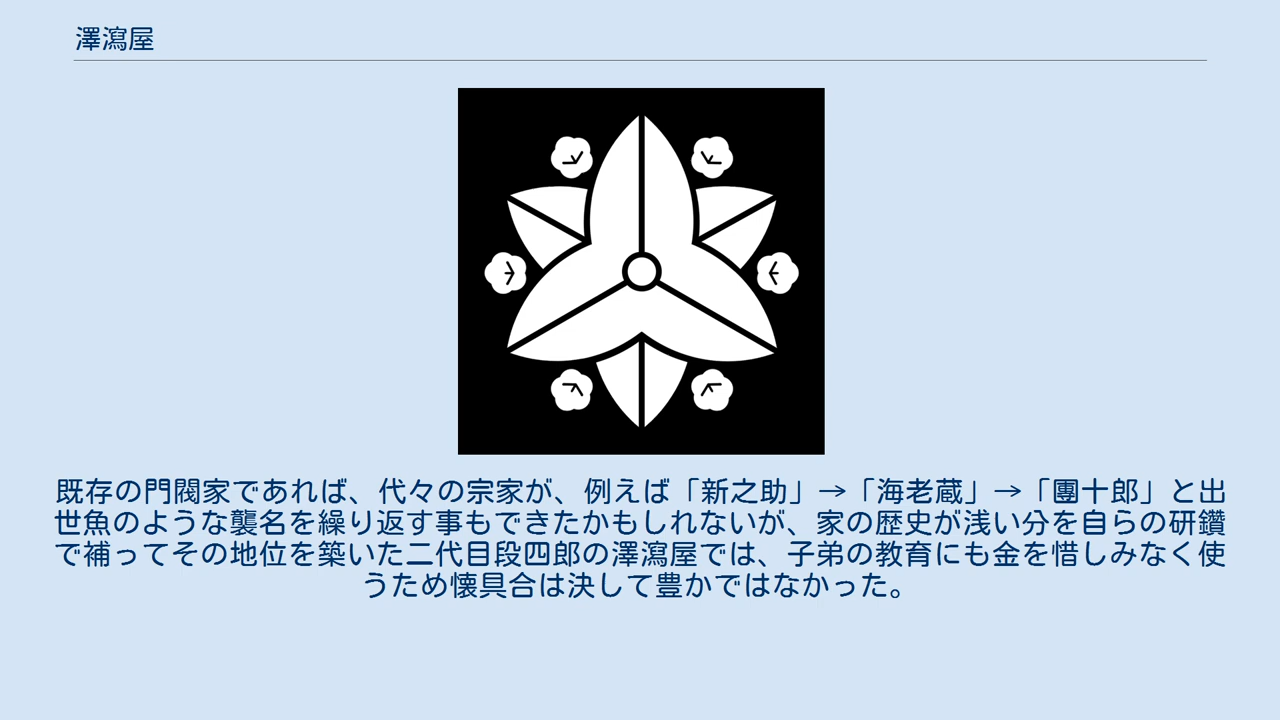 澤瀉屋
既存の門閥家であれば、代々の宗家が、例えば「新之助」→「海老蔵」→「團十郎」と出
世魚のような襲名を繰り返す事もできたかもしれないが、家の歴史が浅い分を自らの研鑽
で補ってその地位を築いた二代目段四郎の澤瀉屋では、子弟の教育にも金を惜しみなく使
うため懐具合は決して豊かではなかった。